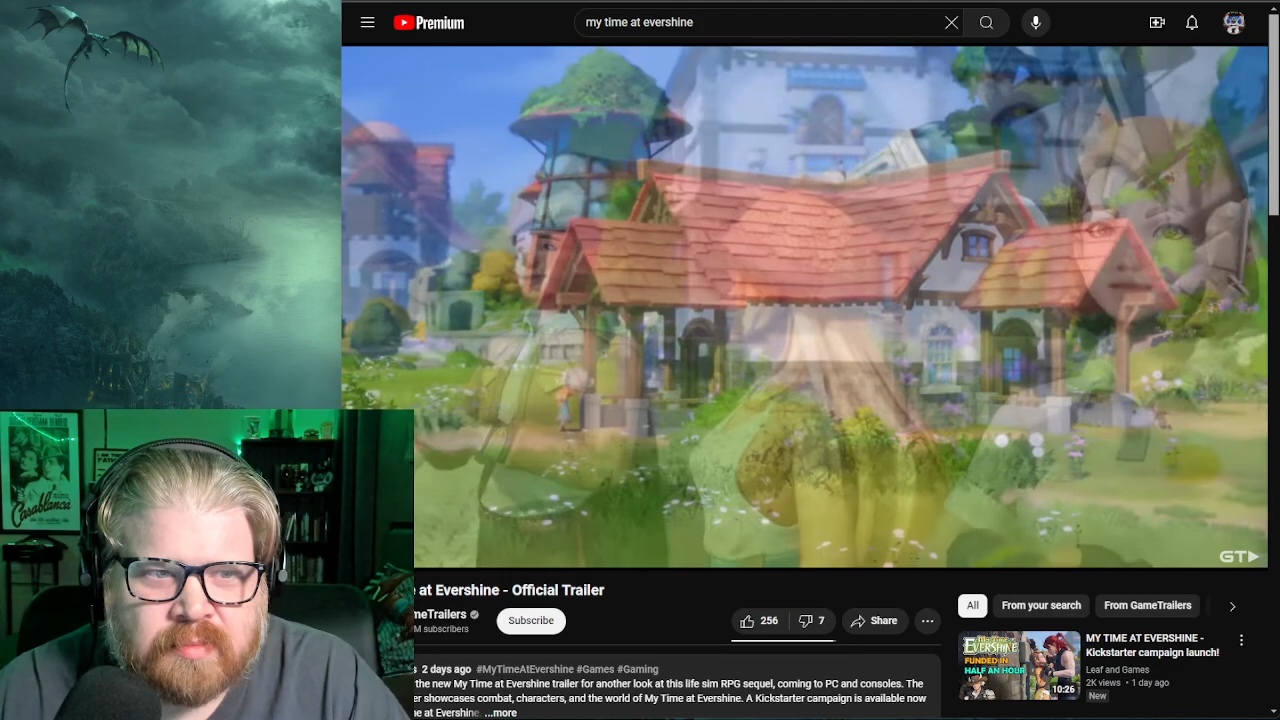 Premium
my time at evershine
GT
at Evershine - Official Trailer
meTrailers
M subscribers
Subscribe
256
7
Share
All
From your search
From GameTrailers
2 days ago #MyTimeAtEvershine #Games #Gaming
the new My Time at Evershine trailer for another look at this life sim RPG sequel, coming to PC and consoles. The
er showcases combat, characters, and the world of My Time at Evershine. A Kickstarter campaign is available now
ne at Evershine ...more
My Time at
EVERSHINE
FUNDED IN
HALF AN HOUR
10:26
MY TIME AT EVERSHINE -
Kickstarter campaign launch!
Leaf and Games
2K views • 1 day ago
New
Casablanca